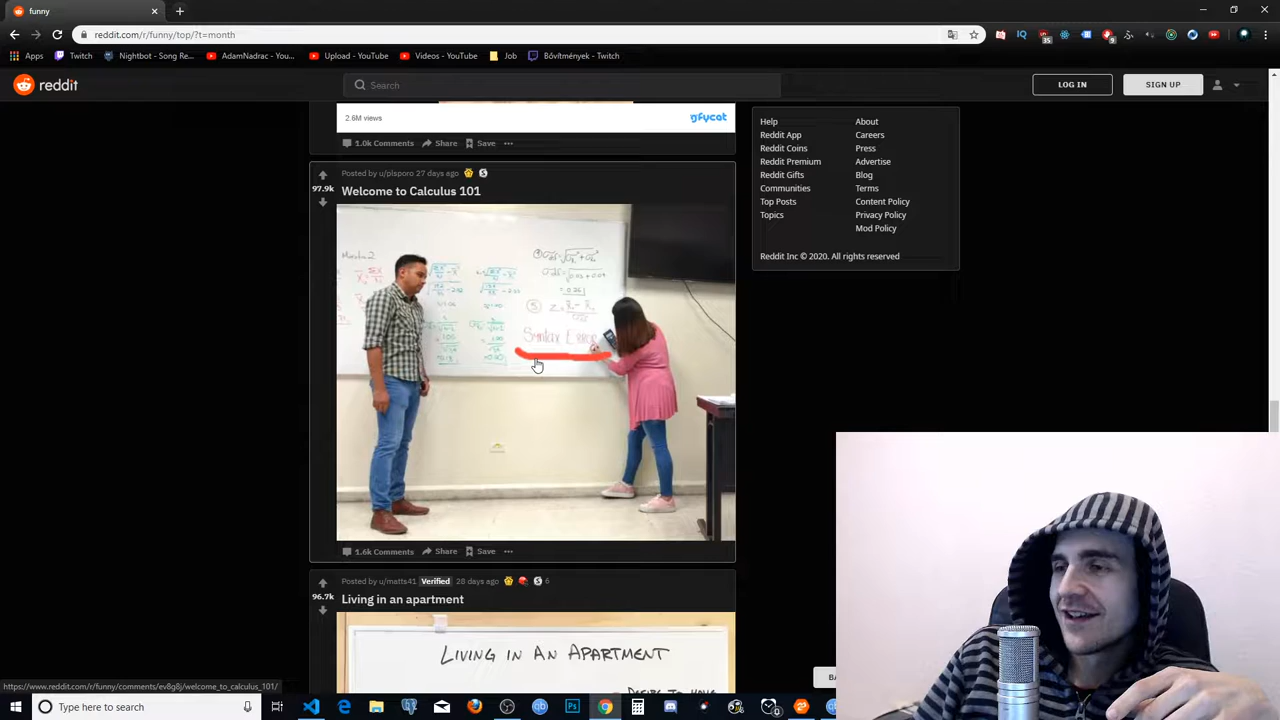 funny
reddit.com/r/funny/top/?t=month
Apps
Twitch
Nightbot - Song Re...
AdamNadrac - YouT...
Upload - YouTube
Videos - YouTube
Job
Bővítmények - Twitch
reddit
Search
LOG IN
SIGN UP
2.6M views
gfycat
1.0k Comments
Share
Save
Help
About
Reddit App
Careers
Reddit Coins
Press
Reddit Premium
Advertise
Reddit Gifts
Blog
Communities
Terms
Top Posts
Content Policy
Topics
Privacy Policy
Mod Policy
Reddit Inc © 2020. All rights reserved
Posted by u/plsporo 27 days ago
97.9k
Welcome to Calculus 101
Syntax Error
1.6k Comments
Share
Save
Posted by u/matts41 Verified 28 days ago
6
96.7k
Living in an apartment
LIVING IN AN APARTMENT
https://www.reddit.com/r/funny/comments/ev8g8j/welcome_to_calculus_101/
Type here to search